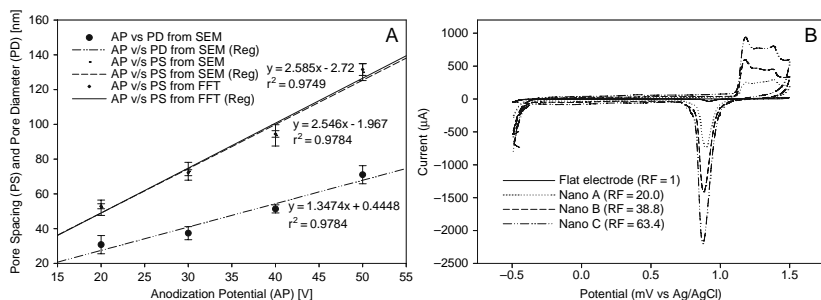 A
AP vs PD from SEM
AP v/s PD from SEM (Reg)
AP v/s PS from SEM
AP v/s PS from SEM (Reg)
AP v/s PS from FFT
AP v/s PS from FFT (Reg)
y = 2.585x - 2.72
r² = 0.9749
y = 2.546x - 1.967
r² = 0.9784
y = 1.3474x + 0.4448
r² = 0.9784
Pore Spacing (PS) and Pore Diameter (PD) [nm]
160
140
120
100
80
60
40
20
15 20 25 30 35 40 45 50 55
Anodization Potential (AP) [V]
B
Current (µA)
1500
1000
500
0
−500
−1000
−1500
−2000
−2500
Flat electrode (RF = 1)
Nano A (RF = 20.0)
Nano B (RF = 38.8)
Nano C (RF = 63.4)
−0.5 0.0 0.5 1.0 1.5
Potential (mV vs Ag/AgCl)